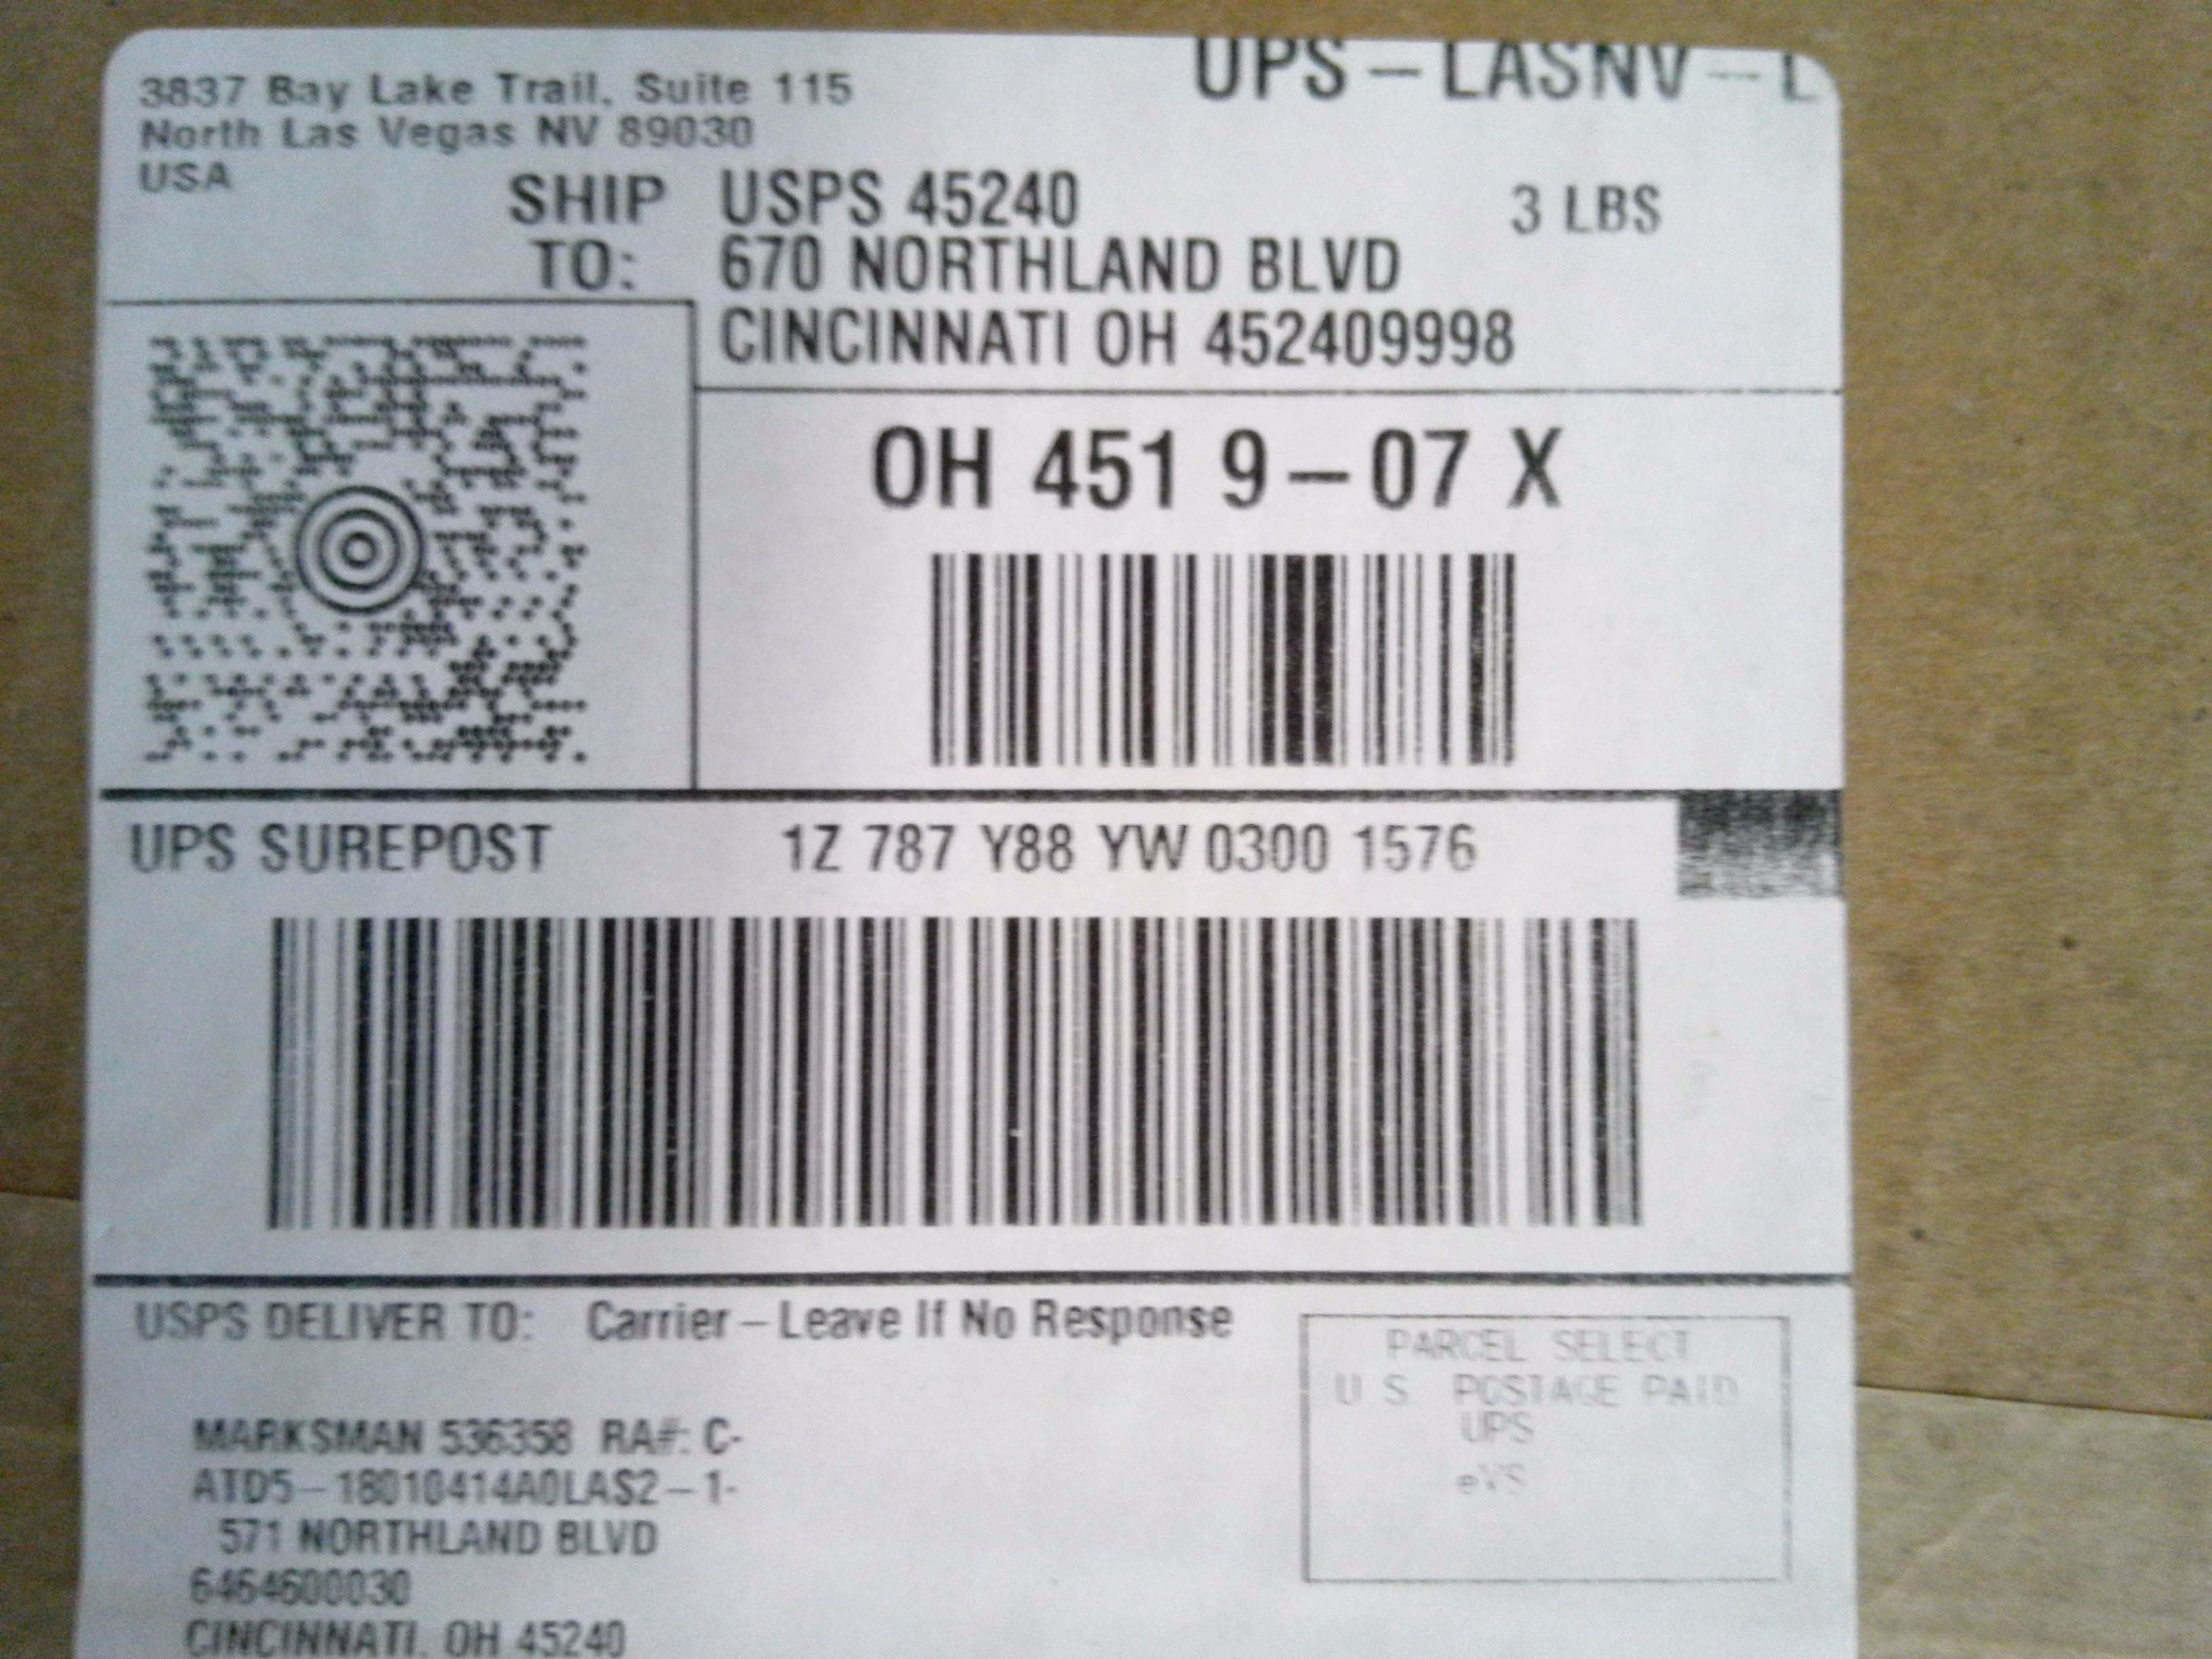 3837 Bay Lake Trail, Suite 115
North Las Vegas NV 89030
USA
UPS – LASNV – L
3 LBS
SHIP TO:
USPS 45240
670 NORTHLAND BLVD
CINCINNATI OH 452409998
OH 451 9 – 07 X
UPS SUREPOST
1Z 787 Y88 YW 0300 1576
USPS DELIVER TO: Carrier – Leave If No Response
MARKSMAN 536358 RA#: C-
ATD5–18010414A0LAS2–1-
571 NORTHLAND BLVD
6464600030
CINCINNATI, OH 45240
PARCEL SELECT
U S POSTAGE PAID
UPS
eVS